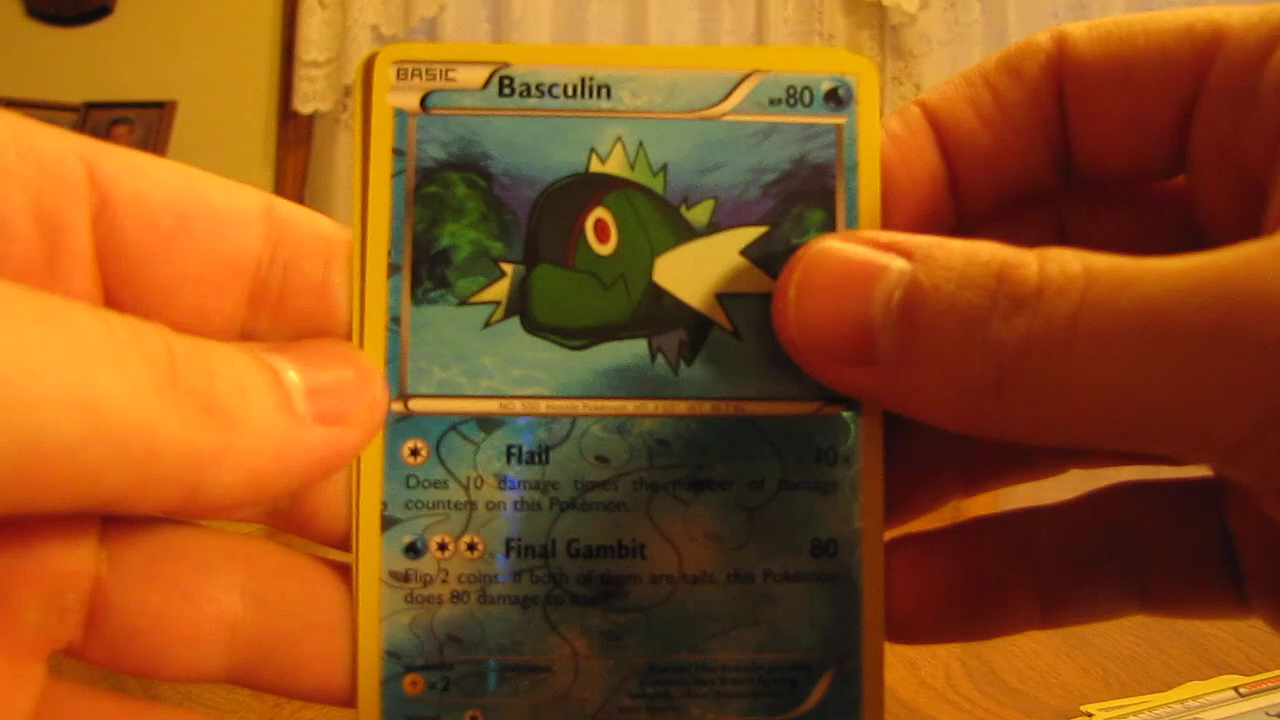 BASIC Basculin HP80
Flail 10
Does 10 damage times the number of damage
counters on this Pokémon.
Final Gambit 80
Flip 2 coins. If both of them are tails, this Pokémon
does 80 damage to itself.
×2